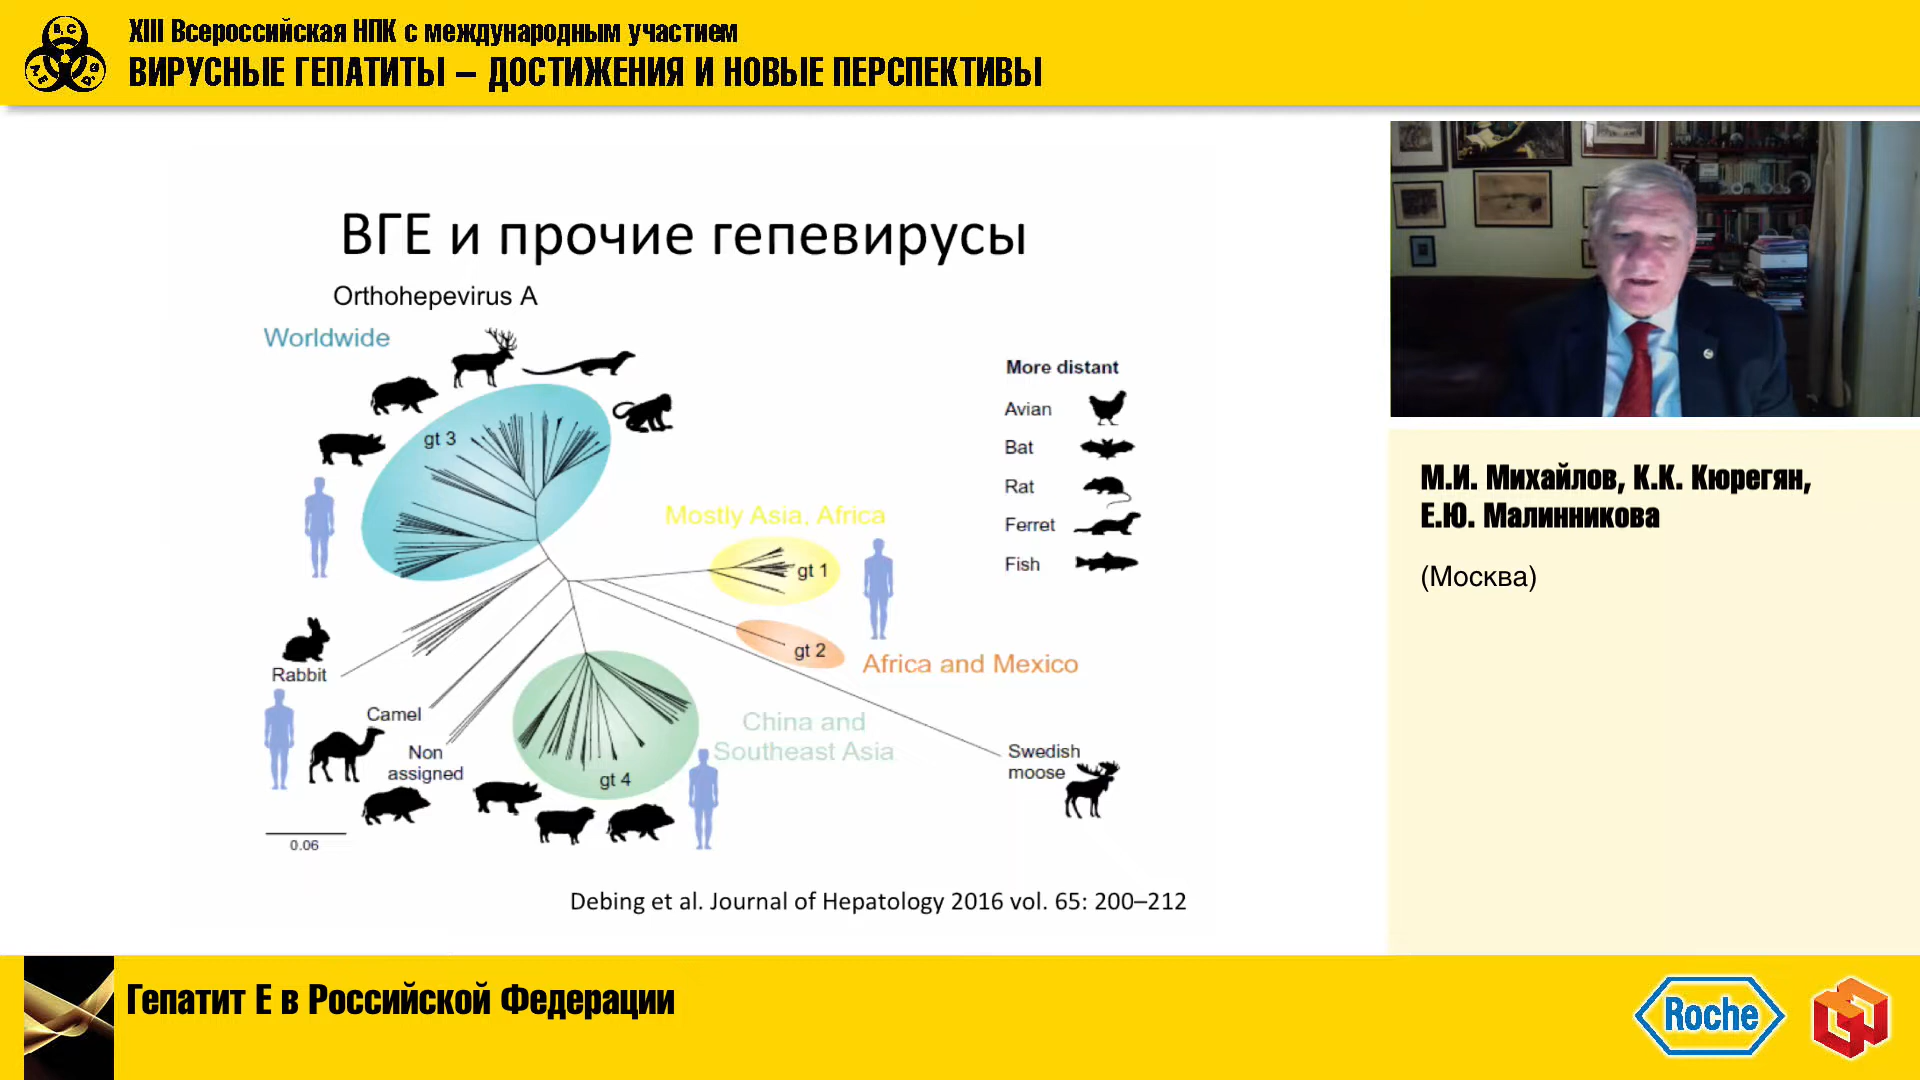 XIII Всероссийская НПК с международным участием
ВИРУСНЫЕ ГЕПАТИТЫ – ДОСТИЖЕНИЯ И НОВЫЕ ПЕРСПЕКТИВЫ
ВГЕ и прочие гепевирусы
Orthohepevirus A
Worldwide
gt 3
More distant
Avian
Bat
Rat
Ferret
Fish
Mostly Asia, Africa
gt 1
gt 2
Africa and Mexico
Rabbit
Camel
Non
assigned
China and
Southeast Asia
gt 4
Swedish
moose
0.06
Debing et al. Journal of Hepatology 2016 vol. 65: 200–212
М.И. Михайлов, К.К. Кюрегян,
Е.Ю. Малинникова
(Москва)
Гепатит Е в Российской Федерации
Roche